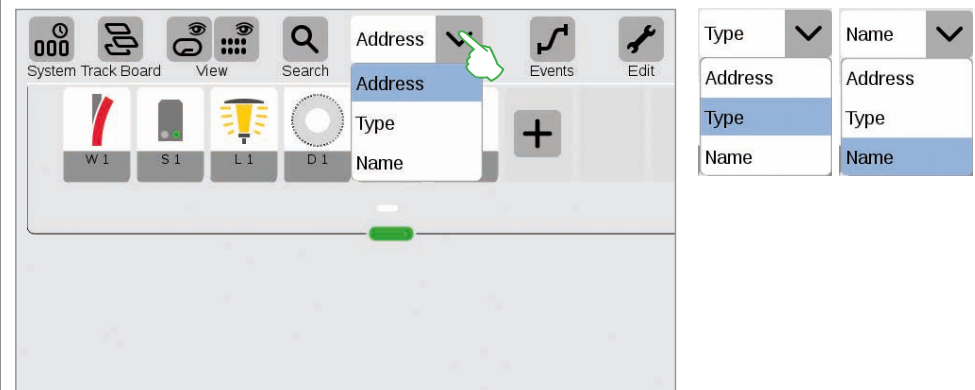 Address
System Track Board View Search Events Edit
Address
Type
Name
W 1 S 1 L 1 D 1
Type
Address
Type
Name
Name
Address
Type
Name